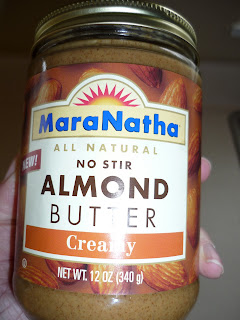 MaraNatha
ALL NATURAL
NEW!
NO STIR
ALMOND
BUTTER
Creamy
NET WT. 12 OZ (340 g)